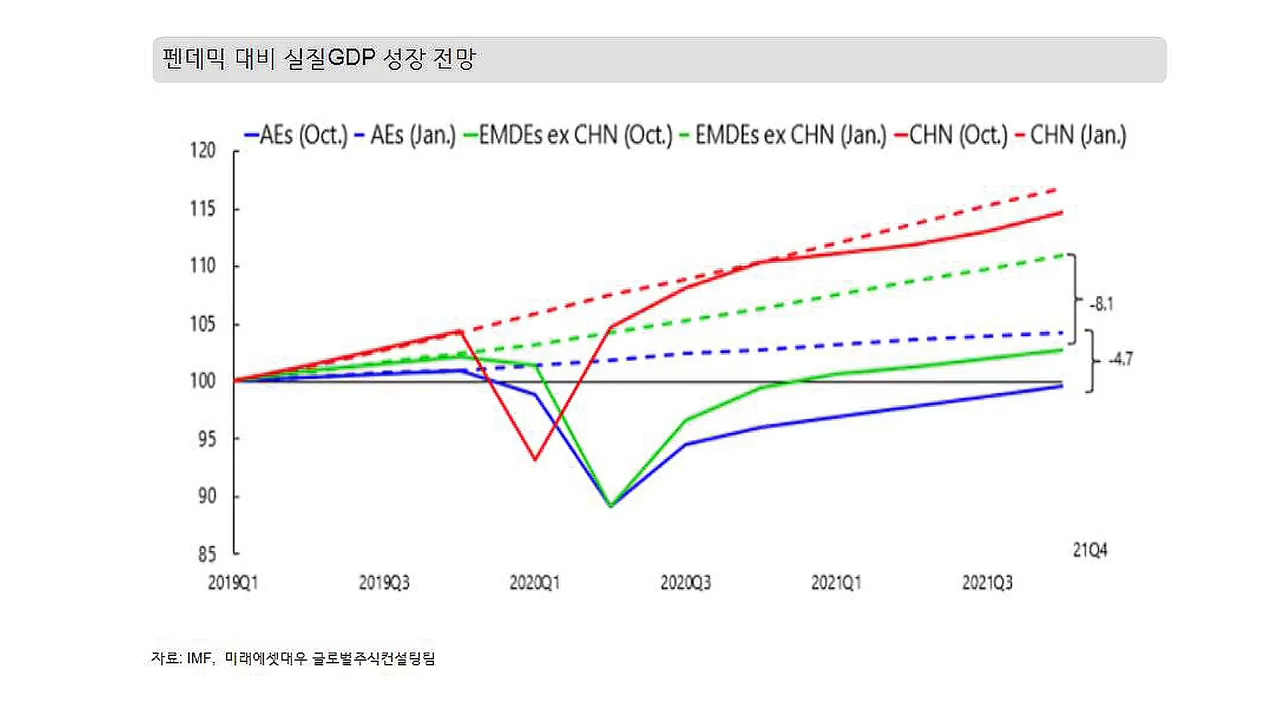 펜데믹 대비 실질GDP 성장 전망
AEs (Oct.) AEs (Jan.) EMDEs ex CHN (Oct.) EMDEs ex CHN (Jan.) CHN (Oct.) CHN (Jan.)
120
115
110
105
100
95
90
85
-8.1
-4.7
21Q4
2019Q1 2019Q3 2020Q1 2020Q3 2021Q1 2021Q3
자료: IMF, 미래에셋대우 글로벌주식컨설팅팀